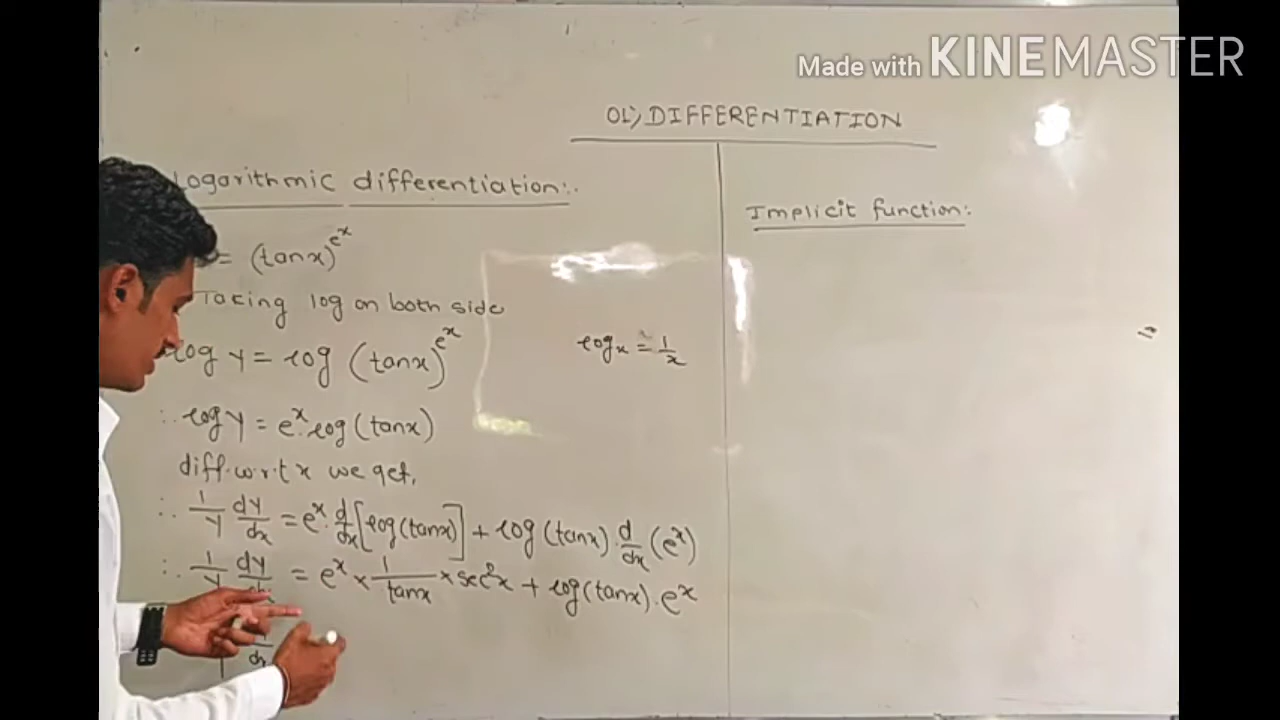 Made with KINEMASTER
01) DIFFERENTIATION
Logarithmic differentiation:.
= (tanx)^e^x
Taking log on both side
log y = log (tanx)^e^x
∴ log y = e^x. log (tanx)
diff. w.r.t x we get,
∴ 1/y dy/dx = e^x. d/dx [log(tanx)] + log (tanx). d/dx (e^x)
∴ 1/y dy/dx = e^x × 1/tanx × sec²x + log(tanx). e^x
dx
log x = 1/x
Implicit function: